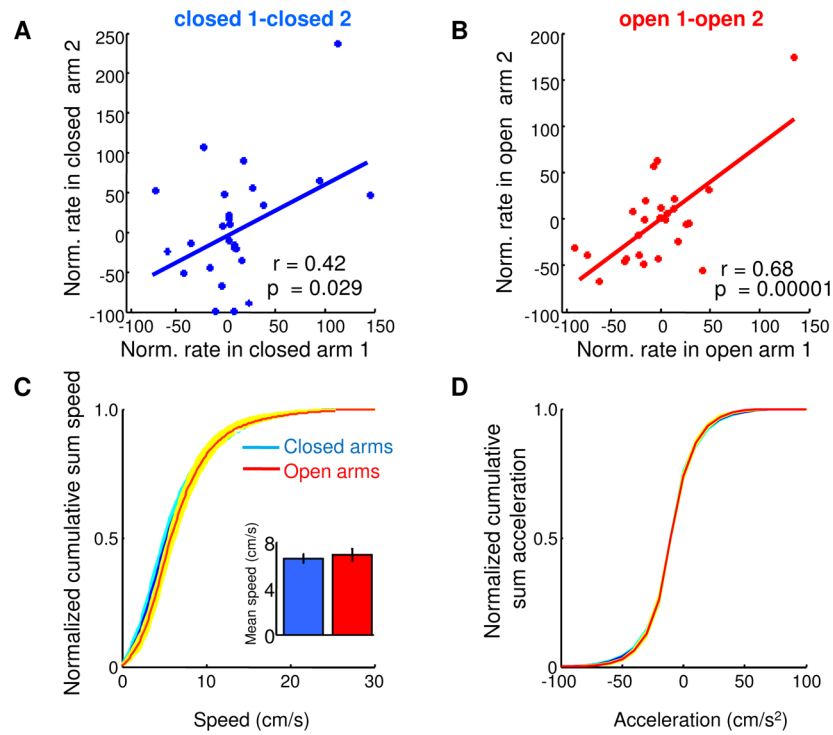 A
closed 1-closed 2
Norm. rate in closed arm 2
250
200
150
100
50
0
-50
-100
r = 0.42
p = 0.029
-100 -50 0 50 100 150
Norm. rate in closed arm 1
B
open 1-open 2
Norm. rate in open arm 2
200
150
100
50
0
-50
-100
r = 0.68
p = 0.00001
-100 -50 0 50 100 150
Norm. rate in open arm 1
C
Normalized cumulative sum speed
1.0
0.5
0
Closed arms
Open arms
Mean speed (cm/s)
8
4
0
0 10 20 30
Speed (cm/s)
D
Normalized cumulative
sum acceleration
1.0
0.5
0
-100 -50 0 50 100
Acceleration (cm/s²)